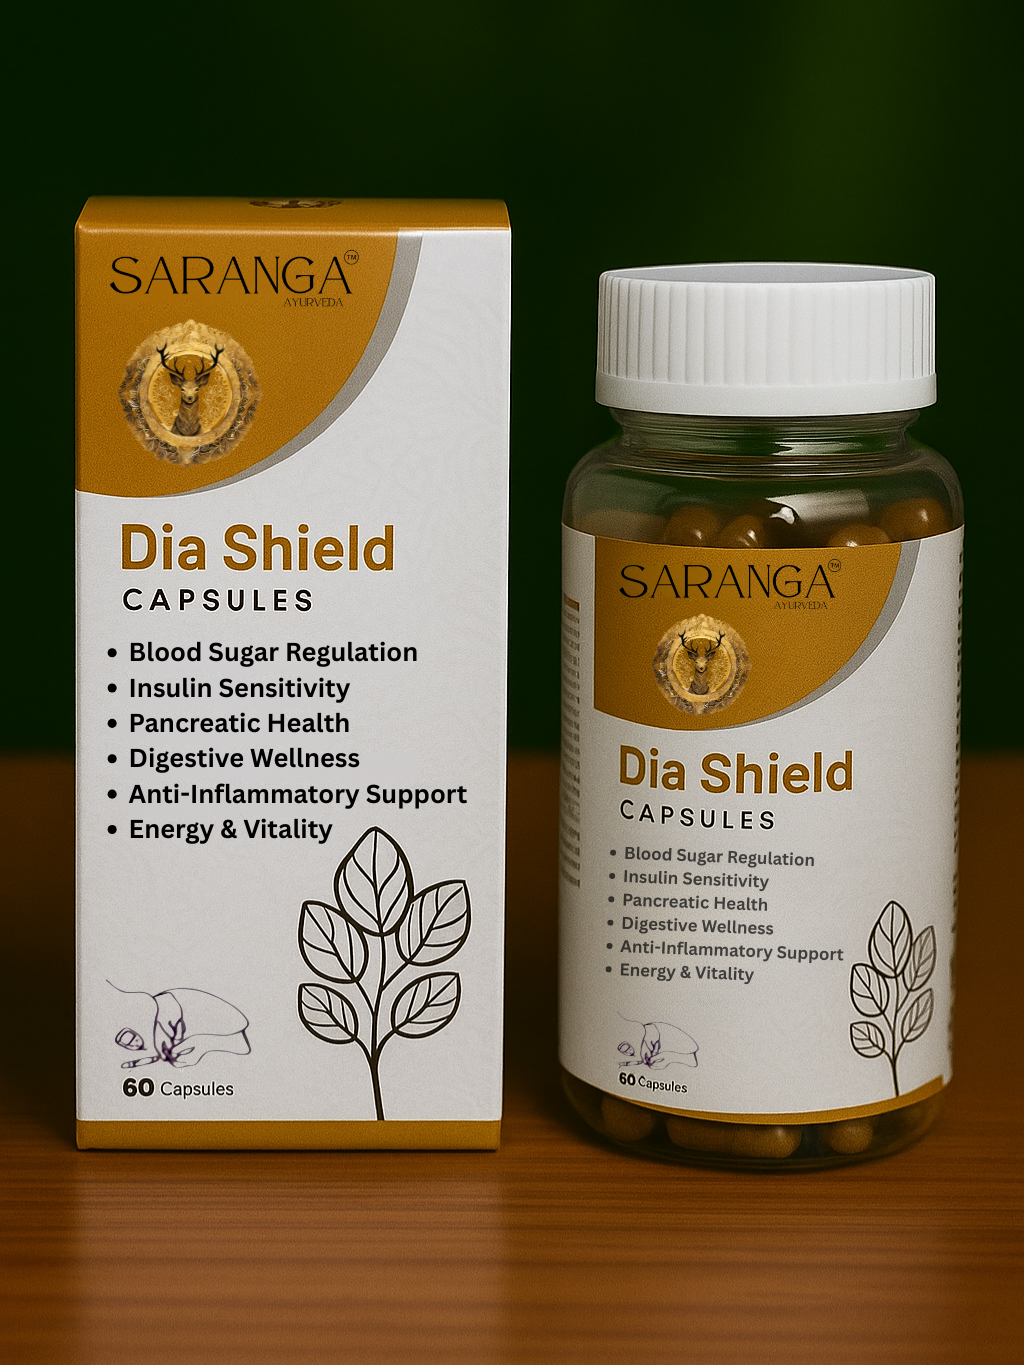 SARANGA™
AYURVEDA
Dia Shield
CAPSULES
• Blood Sugar Regulation
• Insulin Sensitivity
• Pancreatic Health
• Digestive Wellness
• Anti-Inflammatory Support
• Energy & Vitality
60 Capsules
SARANGA™
AYURVEDA
Dia Shield
CAPSULES
• Blood Sugar Regulation
• Insulin Sensitivity
• Pancreatic Health
• Digestive Wellness
• Anti-Inflammatory Support
• Energy & Vitality
60 Capsules